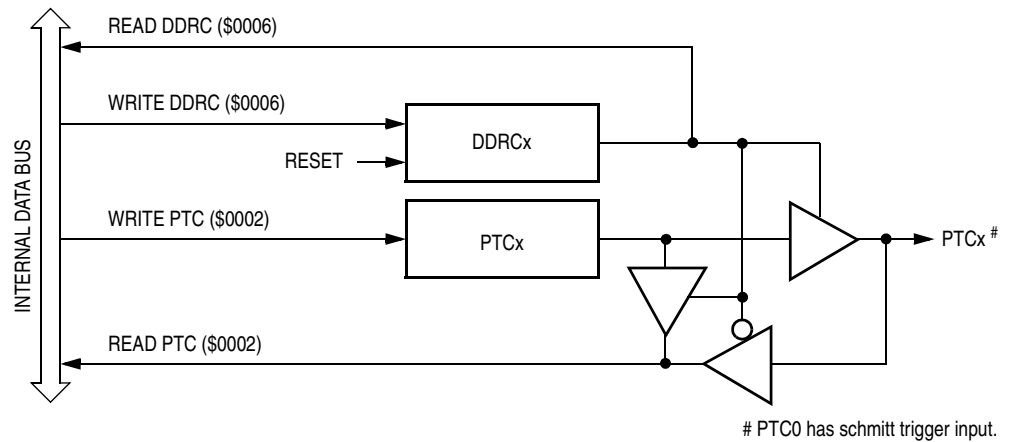 READ DDRC ($0006)
WRITE DDRC ($0006)
DDRCx
RESET
INTERNAL DATA BUS
WRITE PTC ($0002)
PTCx
PTCx #
READ PTC ($0002)
# PTC0 has schmitt trigger input.